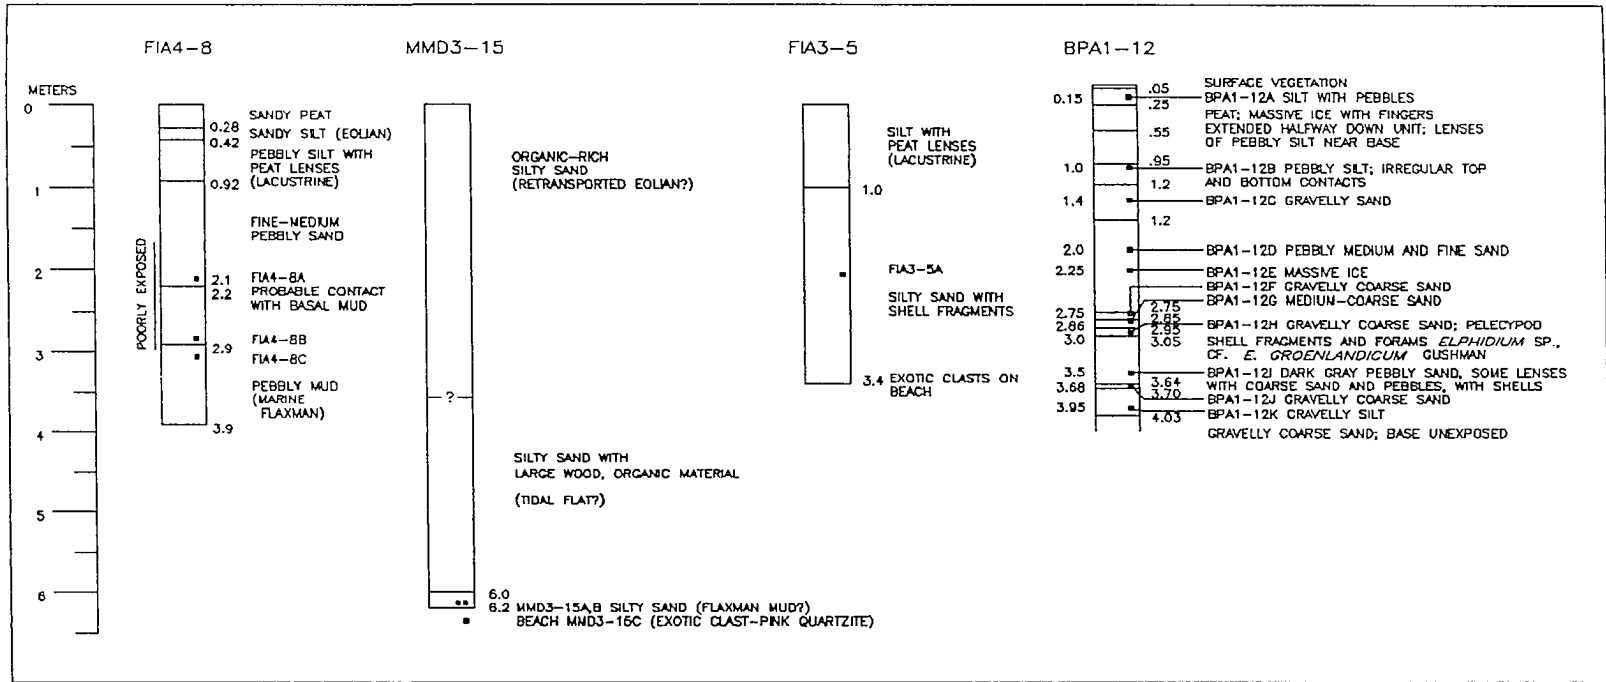 FIA4-8
MMD3-15
FIA3-5
BPA1-12
METERS
0
1
2
3
4
5
6
SANDY PEAT
0.28
SANDY SILT (EOLIAN)
0.42
PEBBLY SILT WITH
PEAT LENSES
(LACUSTRINE)
0.92
FINE-MEDIUM
PEBBLY SAND
POORLY EXPOSED
2.1 FIA4-8A
2.2 PROBABLE CONTACT
WITH BASAL MUD
FIA4-8B
2.9
FIA4-8C
PEBBLY MUD
(MARINE
FLAXMAN)
3.9
ORGANIC-RICH
SILTY SAND
(RETRANSPORTED EOLIAN?)
?
SILTY SAND WITH
LARGE WOOD, ORGANIC MATERIAL
(TIDAL FLAT?)
6.0
6.2 MMD3-15A,B SILTY SAND (FLAXMAN MUD?)
BEACH MMD3-16C (EXOTIC CLAST-PINK QUARTZITE)
SILT WITH
PEAT LENSES
(LACUSTRINE)
1.0
FIA3-5A
SILTY SAND WITH
SHELL FRAGMENTS
3.4 EXOTIC CLASTS ON
BEACH
.05 SURFACE VEGETATION
0.15 BPA1-12A SILT WITH PEBBLES
.25
PEAT; MASSIVE ICE WITH FINGERS
.55 EXTENDED HALFWAY DOWN UNIT; LENSES
OF PEBBLY SILT NEAR BASE
.95
1.0 BPA1-12B PEBBLY SILT; IRREGULAR TOP
1.2 AND BOTTOM CONTACTS
1.4 BPA1-12C GRAVELLY SAND
1.2
2.0 BPA1-12D PEBBLY MEDIUM AND FINE SAND
2.25 BPA1-12E MASSIVE ICE
BPA1-12F GRAVELLY COARSE SAND
2.75 2.75 BPA1-12G MEDIUM-COARSE SAND
2.85
2.86 2.95 BPA1-12H GRAVELLY COARSE SAND; PELECYPOD
3.0 3.05 SHELL FRAGMENTS AND FORAMS ELPHIDIUM SP.,
CF. E. GROENLANDICUM CUSHMAN
3.5 BPA1-12I DARK GRAY PEBBLY SAND, SOME LENSES
3.68 3.64 WITH COARSE SAND AND PEBBLES, WITH SHELLS
3.70 BPA1-12J GRAVELLY COARSE SAND
3.95 BPA1-12K GRAVELLY SILT
4.03
GRAVELLY COARSE SAND; BASE UNEXPOSED